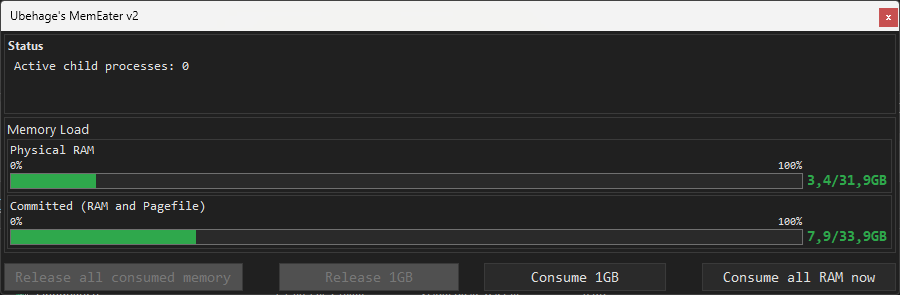 Ubehage's MemEater v2
x
Status
Active child processes: 0
Memory Load
Physical RAM
0% 100%
3,4/31,9GB
Committed (RAM and Pagefile)
0% 100%
7,9/33,9GB
Release all consumed memory Release 1GB Consume 1GB Consume all RAM now